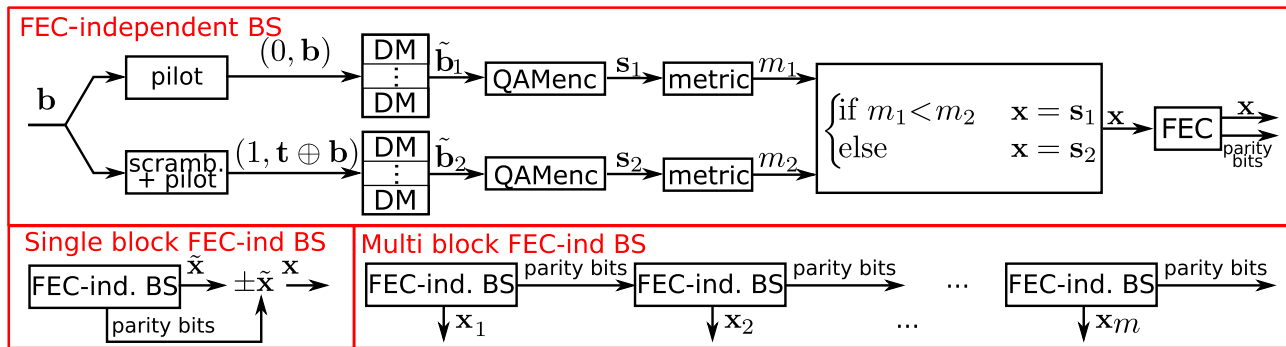 FEC-independent BS
b
pilot
(0, b)
DM
⋮
DM
b̃₁
QAMenc
s₁
metric
m₁
scramb. + pilot
(1, t ⊕ b)
DM
⋮
DM
b̃₂
QAMenc
s₂
metric
m₂
{if m₁<m₂ x = s₁
else x = s₂
x
FEC
x
parity bits
Single block FEC-ind BS
FEC-ind. BS
x̃
±x̃
x
parity bits
Multi block FEC-ind BS
FEC-ind. BS
parity bits
FEC-ind. BS
parity bits
...
FEC-ind. BS
parity bits
x₁
x₂
...
xₘ